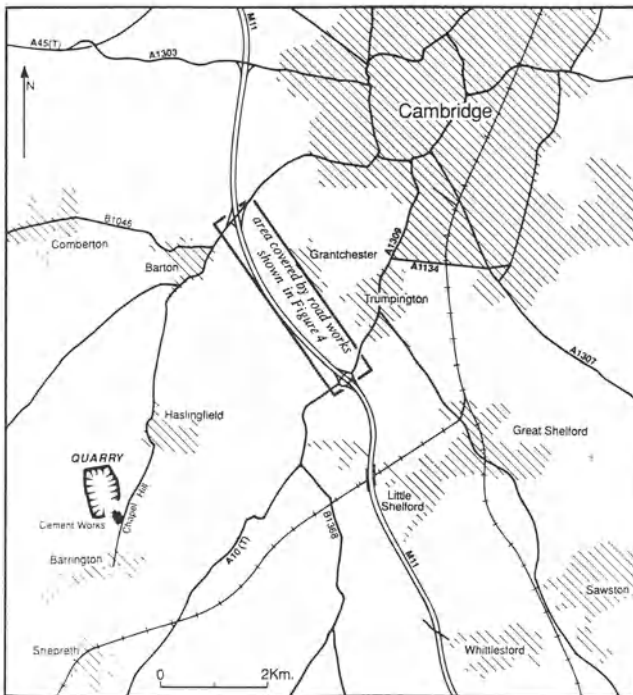 M11
A45(T)
A1303
N
Cambridge
B1046
Comberton
Barton
area covered by road works
shown in Figure 4
Grantchester
A1309
A1134
Trumpington
A1307
Haslingfield
QUARRY
Chapel Hill
Cement Works
Barrington
Great Shelford
Little
Shelford
A10 (T)
B1368
M11
Sawston
Shepreth
Whittlesford
0 2Km.